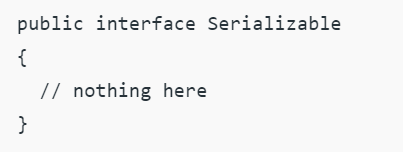 public interface Serializable
{
  // nothing here
}